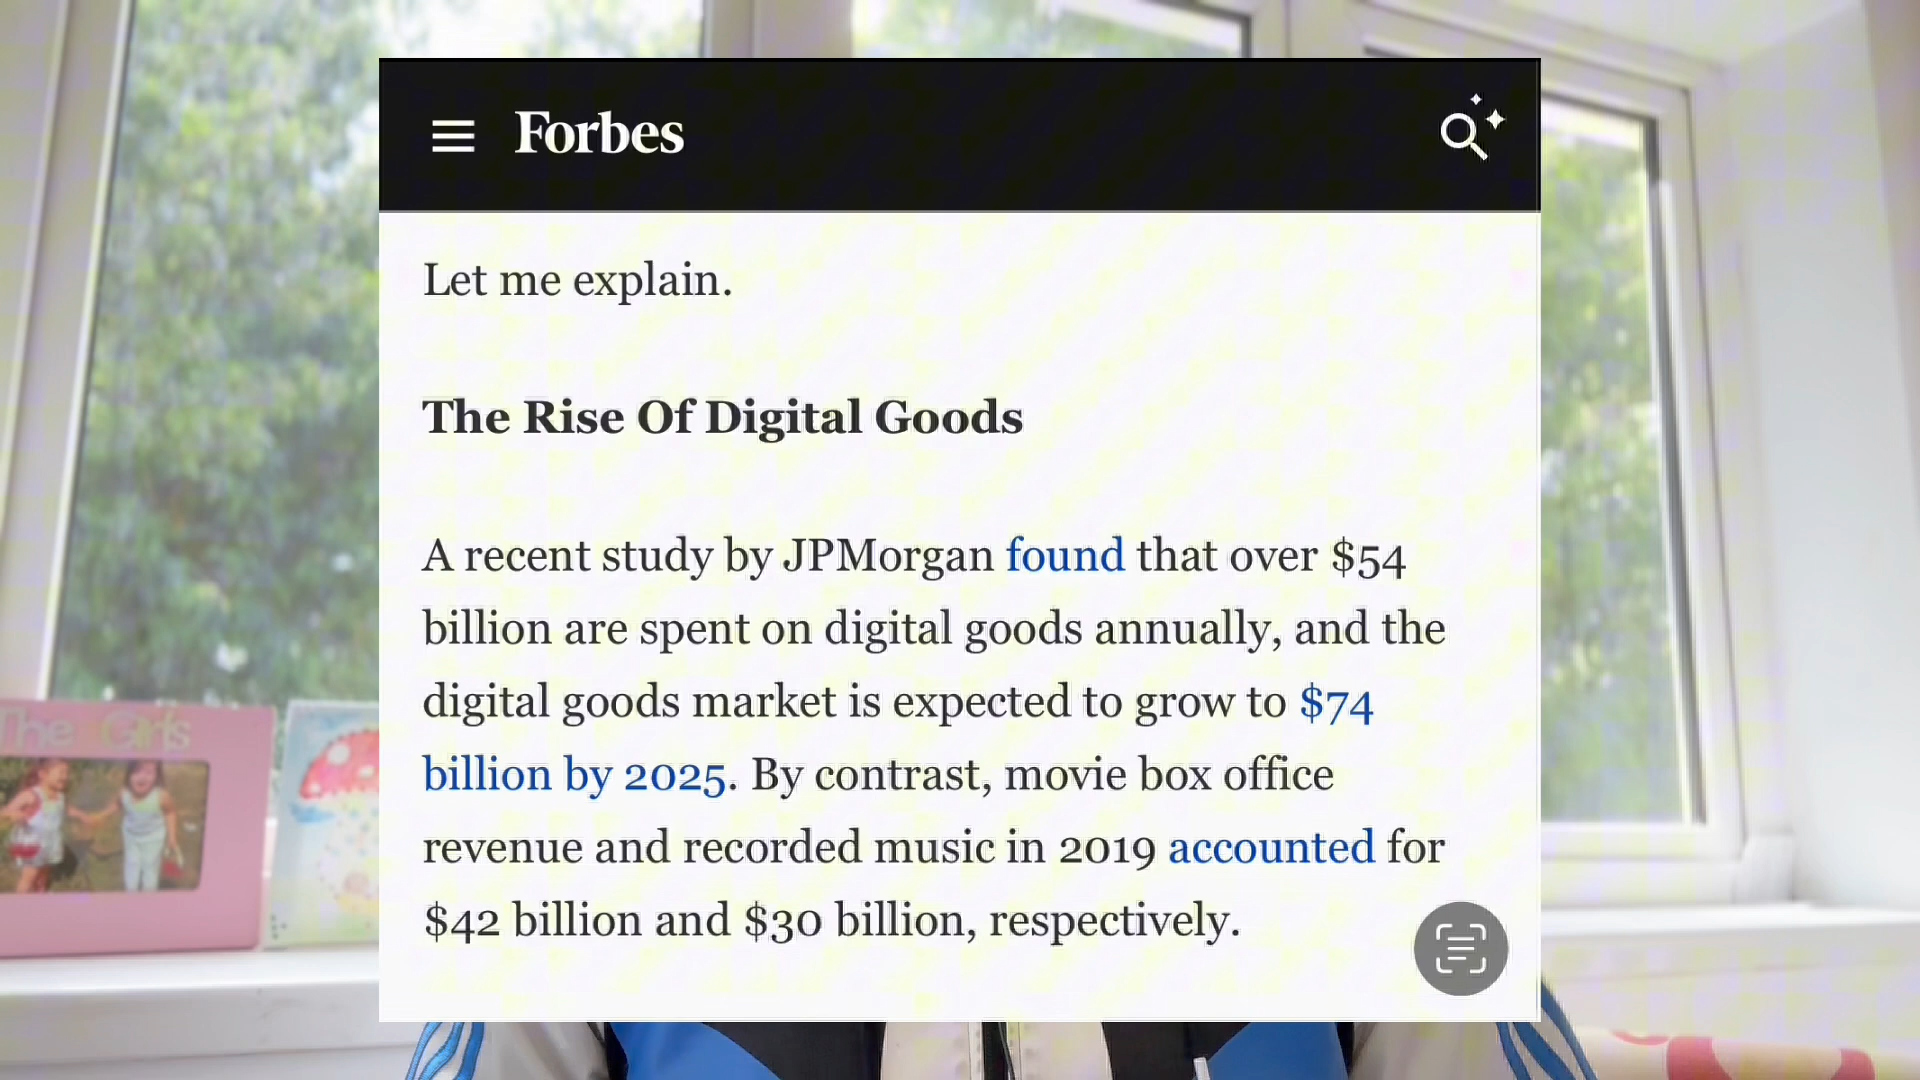 Forbes
Let me explain.
The Rise Of Digital Goods
A recent study by JPMorgan found that over $54
billion are spent on digital goods annually, and the
digital goods market is expected to grow to $74
billion by 2025. By contrast, movie box office
revenue and recorded music in 2019 accounted for
$42 billion and $30 billion, respectively.
The Girls